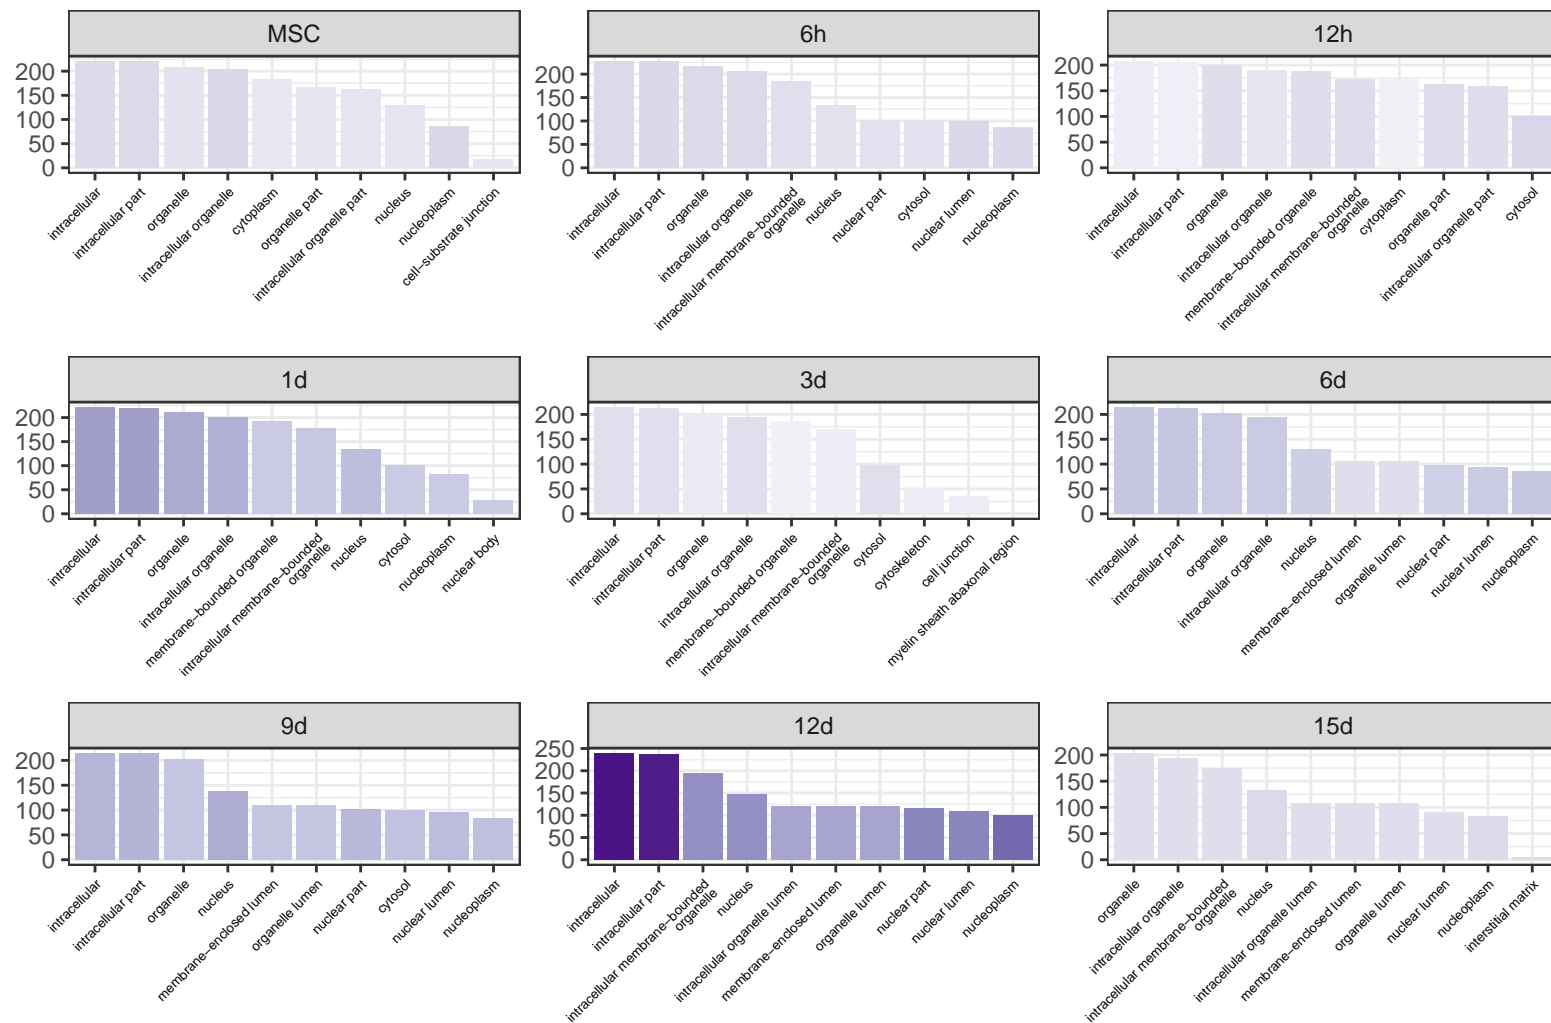 MSC
200
150
100
50
0
intracellular
intracellular part
organelle
intracellular organelle
cytoplasm
organelle part
intracellular organelle part
nucleus
nucleoplasm
cell−substrate junction
6h
200
150
100
50
0
intracellular
intracellular part
organelle
intracellular organelle
intracellular membrane−bounded
organelle
nucleus
nuclear part
cytosol
nuclear lumen
nucleoplasm
12h
200
150
100
50
0
intracellular
intracellular part
organelle
intracellular organelle
membrane−bounded organelle
intracellular membrane−bounded
organelle
cytoplasm
organelle part
intracellular organelle part
cytosol
1d
200
150
100
50
0
intracellular
intracellular part
organelle
intracellular organelle
membrane−bounded organelle
intracellular membrane−bounded
organelle
nucleus
cytosol
nucleoplasm
nuclear body
3d
200
150
100
50
0
intracellular
intracellular part
organelle
intracellular organelle
membrane−bounded organelle
intracellular membrane−bounded
organelle
cytosol
cytoskeleton
cell junction
myelin sheath abaxonal region
6d
200
150
100
50
0
intracellular
intracellular part
organelle
intracellular organelle
nucleus
membrane−enclosed lumen
organelle lumen
nuclear part
nuclear lumen
nucleoplasm
9d
200
150
100
50
0
intracellular
intracellular part
organelle
nucleus
membrane−enclosed lumen
organelle lumen
nuclear part
cytosol
nuclear lumen
nucleoplasm
12d
250
200
150
100
50
0
intracellular
intracellular part
intracellular membrane−bounded
organelle
nucleus
intracellular organelle lumen
membrane−enclosed lumen
organelle lumen
nuclear part
nuclear lumen
nucleoplasm
15d
200
150
100
50
0
organelle
intracellular organelle
intracellular membrane−bounded
organelle
nucleus
intracellular organelle lumen
membrane−enclosed lumen
organelle lumen
nuclear lumen
nucleoplasm
interstitial matrix